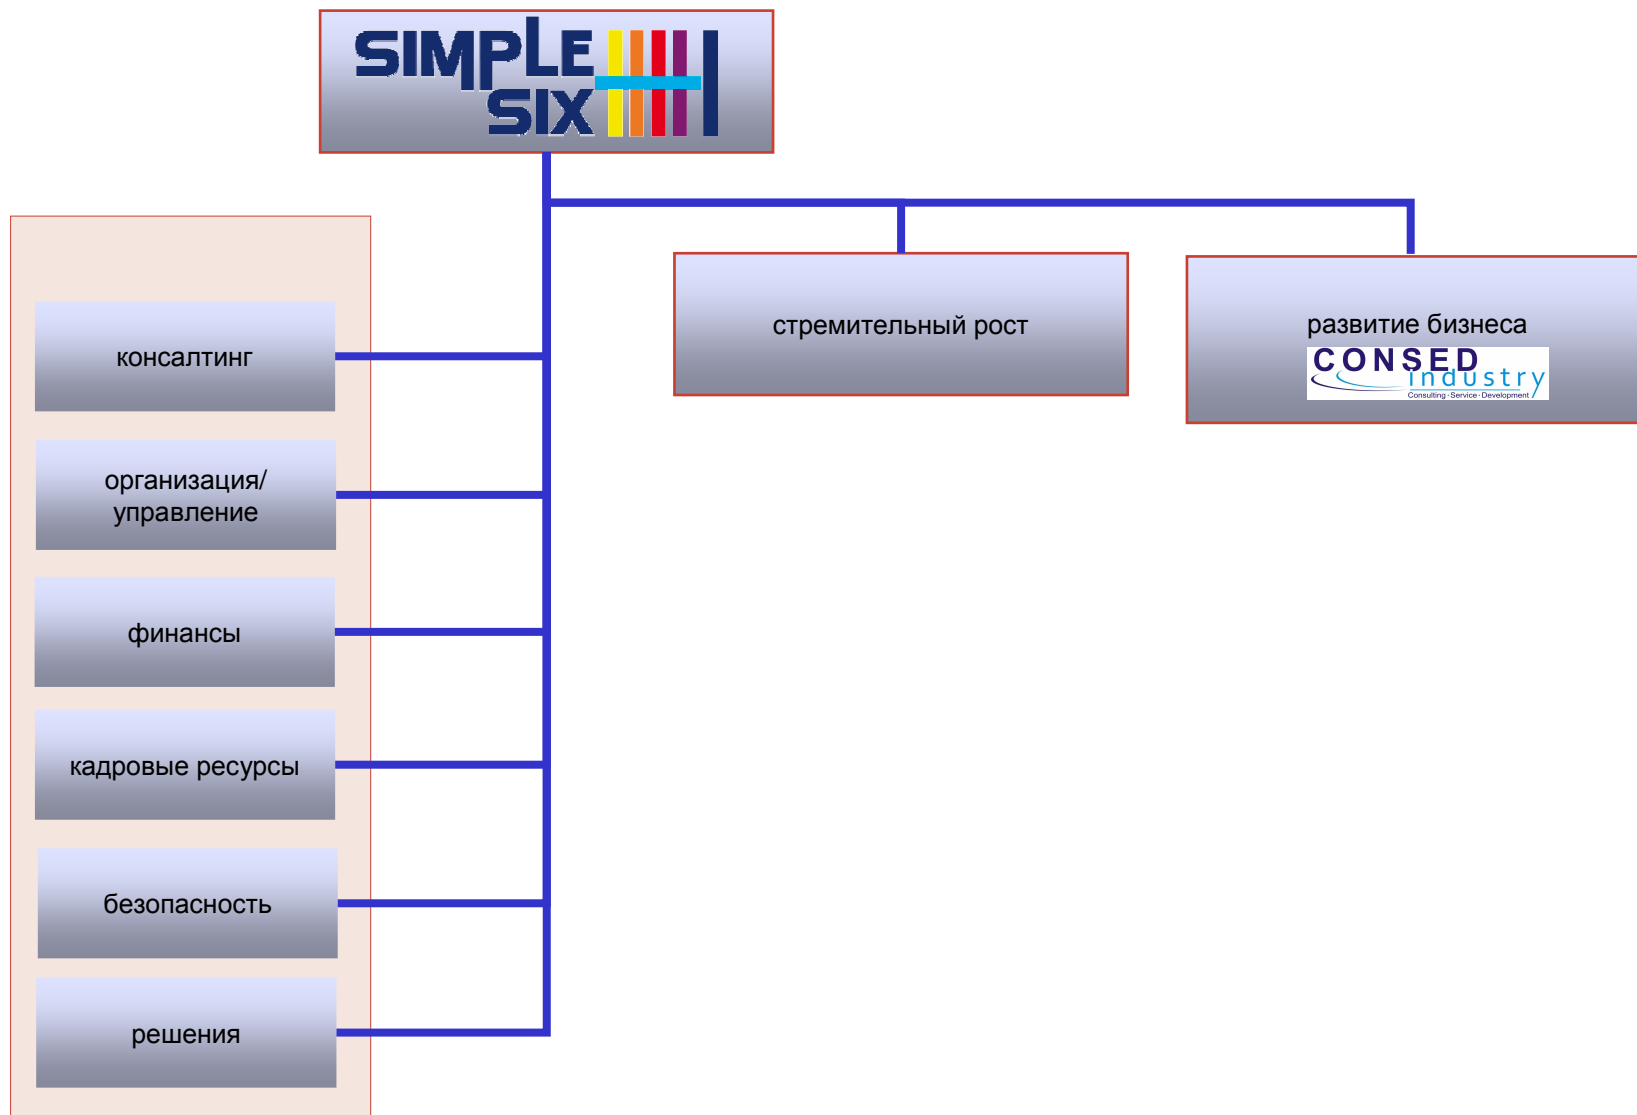 SIMPLE
SIX
стремительный рост
развитие бизнеса
CONSED
industry
Consulting · Service · Development
консалтинг
организация/
управление
финансы
кадровые ресурсы
безопасность
решения